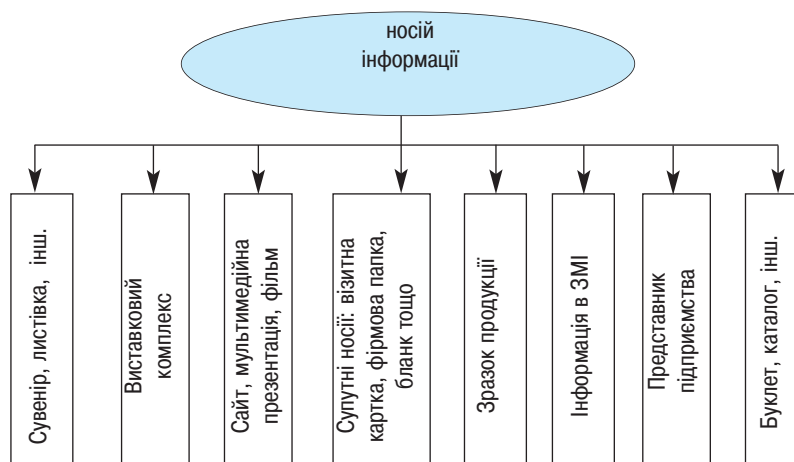 носій
інформації
Сувенір, листівка, інш.
Виставковий
комплекс
Сайт, мультимедійна
презентація, фільм
Супутні носії: візитна
картка, фірмова папка,
бланк тощо
Зразок продукції
Інформація в ЗМІ
Представник
підприємства
Буклет, каталог, інш.